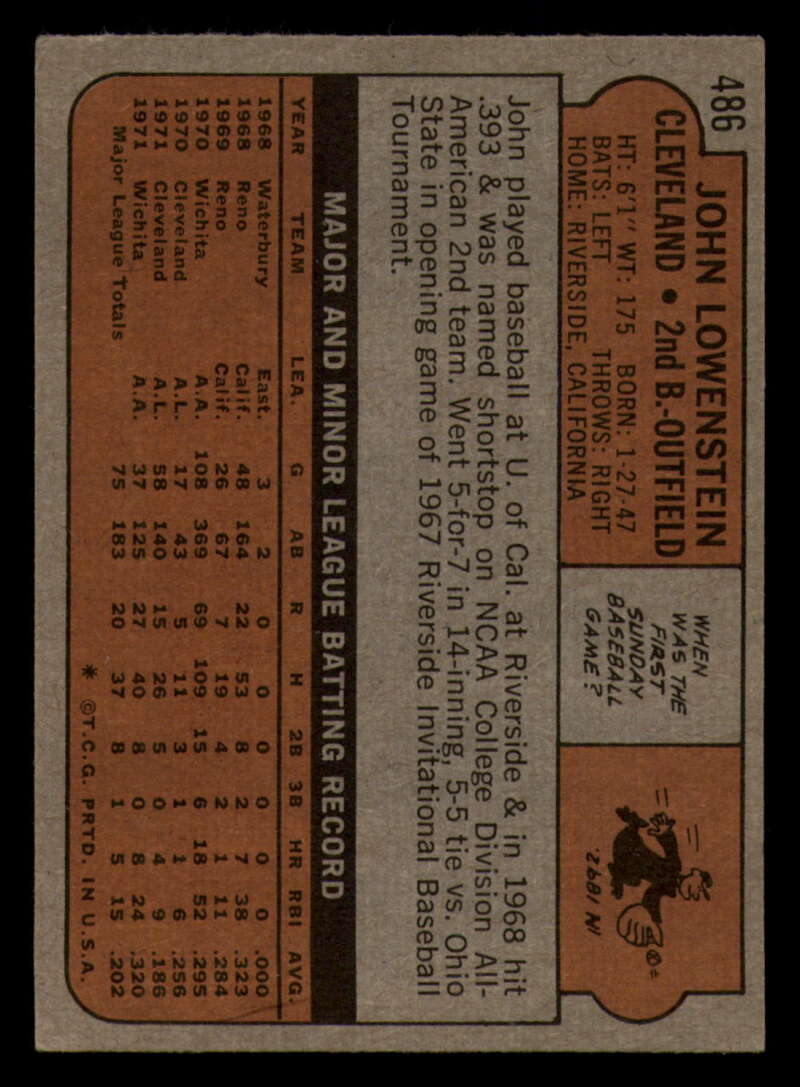 486
JOHN LOWENSTEIN
CLEVELAND • 2nd B.-OUTFIELD
HT: 6'1" WT: 175 BORN: 1-27-47
BATS: LEFT THROWS: RIGHT
HOME: RIVERSIDE, CALIFORNIA
WHEN
WAS THE
FIRST
SUNDAY
BASEBALL
GAME?
IN 1892.
John played baseball at U. of Cal. at Riverside & in 1968 hit
.393 & was named shortstop on NCAA College Division All-
American 2nd team. Went 5-for-7 in 14-inning, 5-5 tie vs. Ohio
State in opening game of 1967 Riverside Invitational Baseball
Tournament.
MAJOR AND MINOR LEAGUE BATTING RECORD
YEAR TEAM LEA. G AB R H 2B 3B HR RBI AVG.
1968 Waterbury East. 3 2 0 0 0 0 0 0 .000
1968 Reno Calif. 48 164 22 53 8 2 7 38 .323
1969 Reno Calif. 26 67 7 19 4 2 1 11 .284
1970 Wichita A.A. 108 369 69 109 15 6 18 52 .295
1970 Cleveland A.L. 17 43 5 11 3 1 1 6 .256
1971 Cleveland A.L. 58 140 15 26 5 0 4 9 .186
1971 Wichita A.A. 37 125 27 40 8 0 8 24 .320
Major League Totals 75 183 20 37 8 1 5 15 .202
* ©T.C.G. PRTD. IN U.S.A.